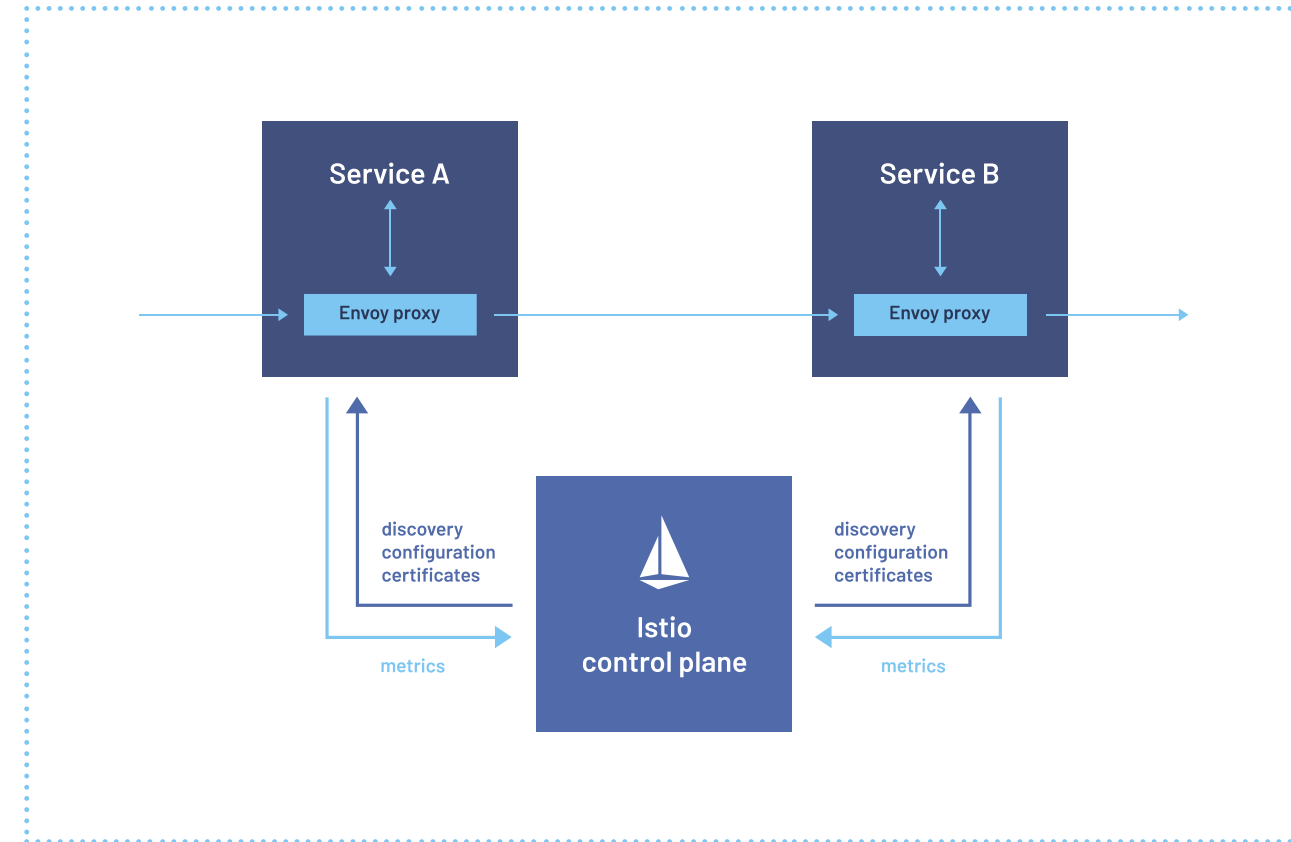 Service A
Service B
Envoy proxy
Envoy proxy
discovery
configuration
certificates
discovery
configuration
certificates
Istio
control plane
metrics
metrics